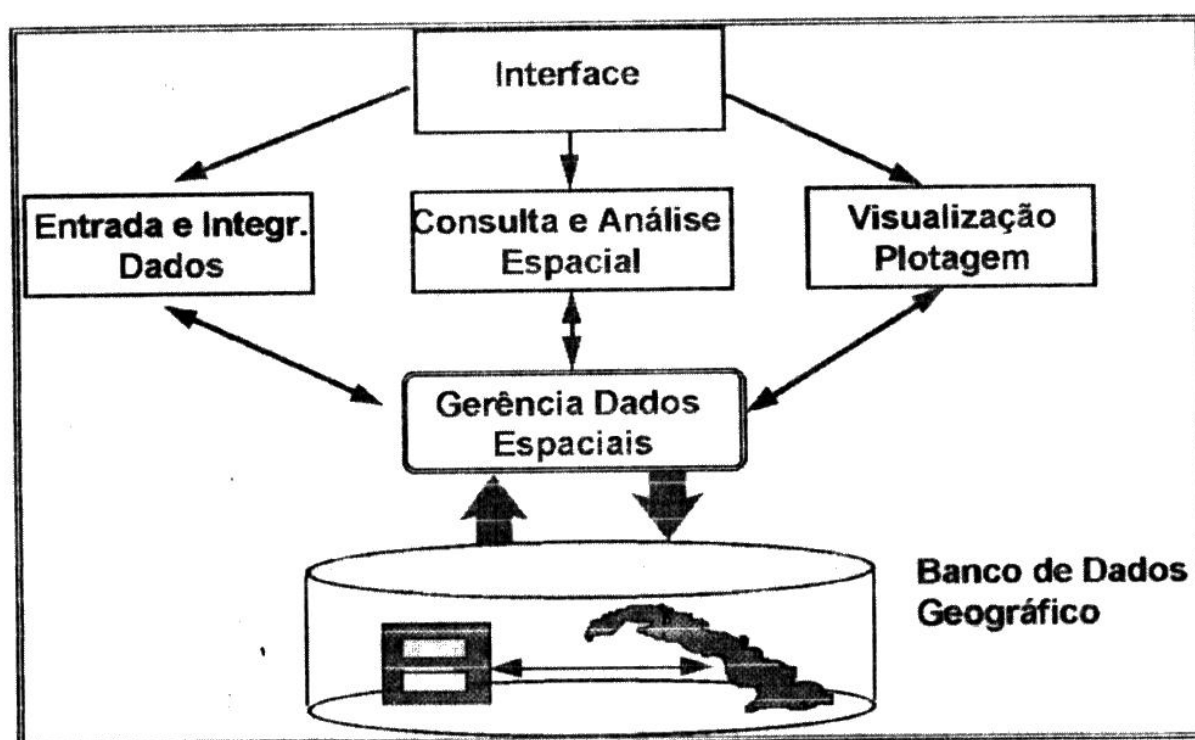 Interface
Entrada e Integr.
Dados
Consulta e Análise
Espacial
Visualização
Plotagem
Gerência Dados
Espaciais
Banco de Dados
Geográfico